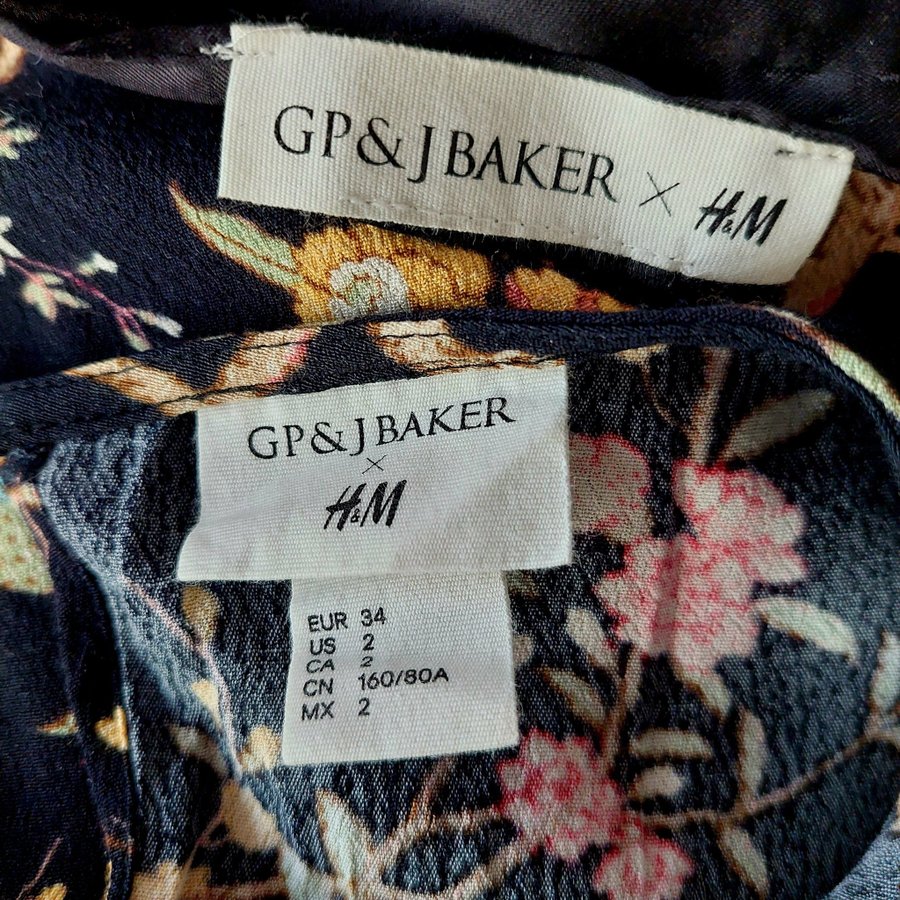 GP & J BAKER × H&M
GP & J BAKER
×
H&M
EUR 34
US 2
CA 2
CN 160/80A
MX 2